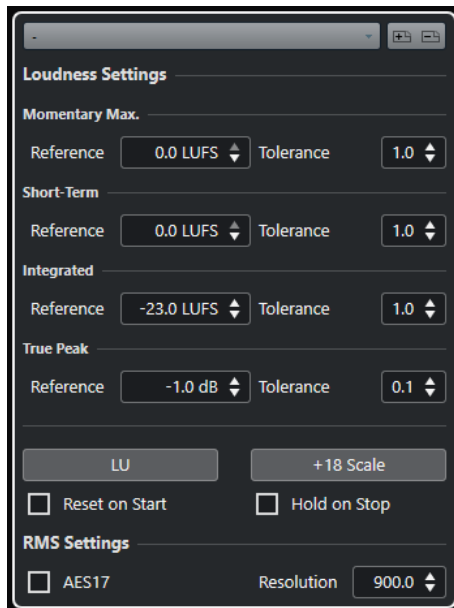 -
Loudness Settings
Momentary Max.
Reference 0.0 LUFS Tolerance 1.0
Short-Term
Reference 0.0 LUFS Tolerance 1.0
Integrated
Reference -23.0 LUFS Tolerance 1.0
True Peak
Reference -1.0 dB Tolerance 0.1
LU +18 Scale
Reset on Start Hold on Stop
RMS Settings
AES17 Resolution 900.0